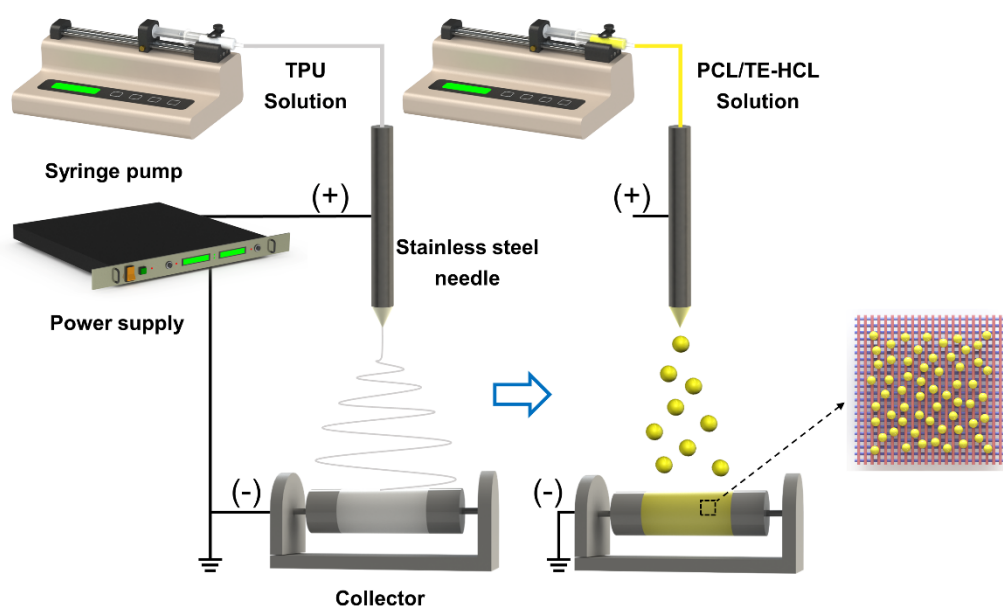 TPU
Solution
PCL/TE-HCL
Solution
Syringe pump
(+)
(+)
Stainless steel
needle
Power supply
(-)
(-)
Collector